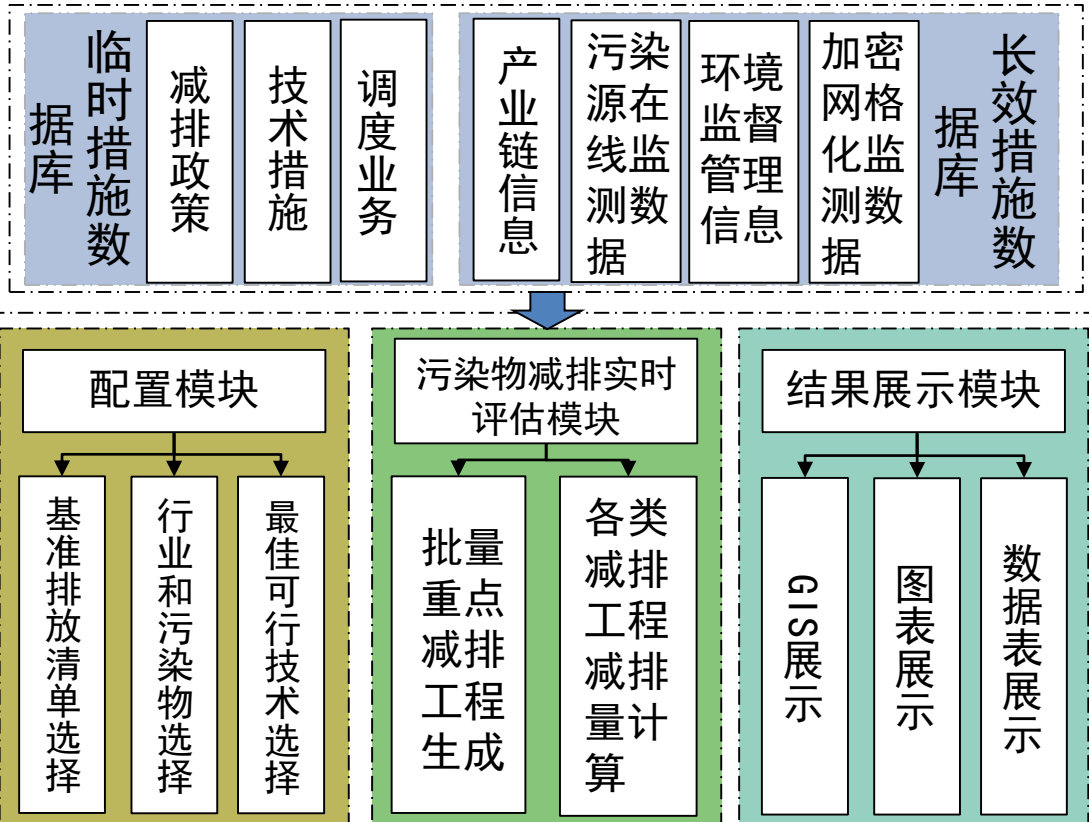 临时措施数
据库
减排政策
技术措施
调度业务
产业链信息
污染
源在
线监
测数
据
环境
监督
管理
信息
加密
网格
化监
测数
据
长效措施数
据库
配置模块
基准排放清单选择
行业和污染物选择
最佳可行技术选择
污染物减排实时
评估模块
批量
重点
减排
工程
生成
各类
减排
工程
减排
量计
算
结果展示模块
GIS展示
图表展示
数据表展示